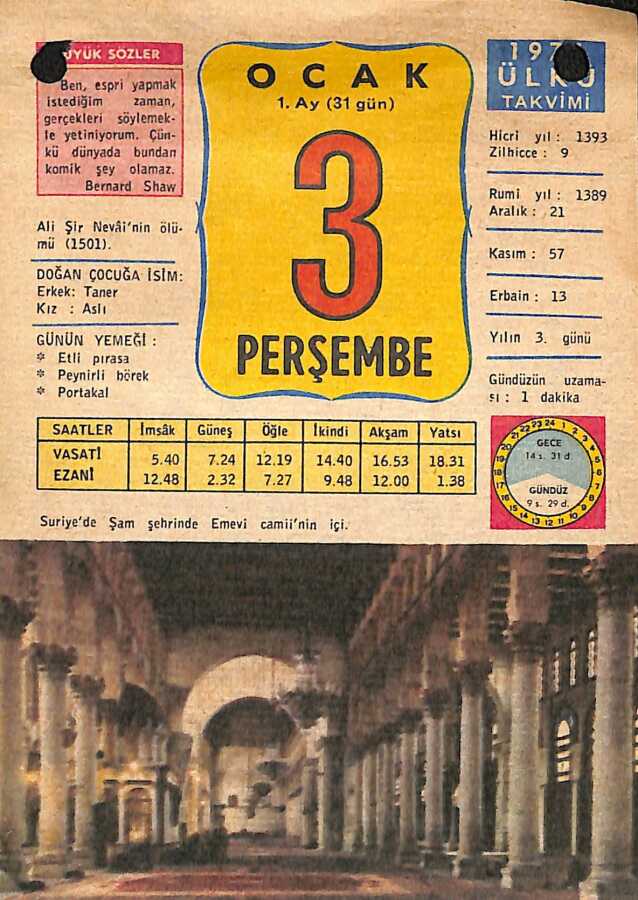 YÜK SÖZLER
Ben, espri yapmak
istediğim zaman,
gerçekleri söylemek-
le yetiniyorum. Çün-
kü dünyada bundan
komik şey olamaz.
Bernard Shaw
Ali Şir Nevâi'nin ölü-
mü (1501).
DOĞAN ÇOCUĞA İSİM:
Erkek: Taner
Kız : Aslı
GÜNÜN YEMEĞİ :
* Etli pırasa
* Peynirli börek
* Portakal
OCAK
1. Ay (31 gün)
3
PERŞEMBE
197
ÜLKÜ
TAKVİMİ
Hicri yıl : 1393
Zilhicce : 9
Rumi yıl : 1389
Aralık : 21
Kasım : 57
Erbain : 13
Yılın 3. günü
Gündüzün uzama-
sı : 1 dakika
SAATLER İmsâk Güneş Öğle İkindi Akşam Yatsı
VASATİ 5.40 7.24 12.19 14.40 16.53 18.31
EZANİ 12.48 2.32 7.27 9.48 12.00 1.38
GECE
14 s. 31 d.
GÜNDÜZ
9 s. 29 d.
Suriye'de Şam şehrinde Emevi camii'nin içi.